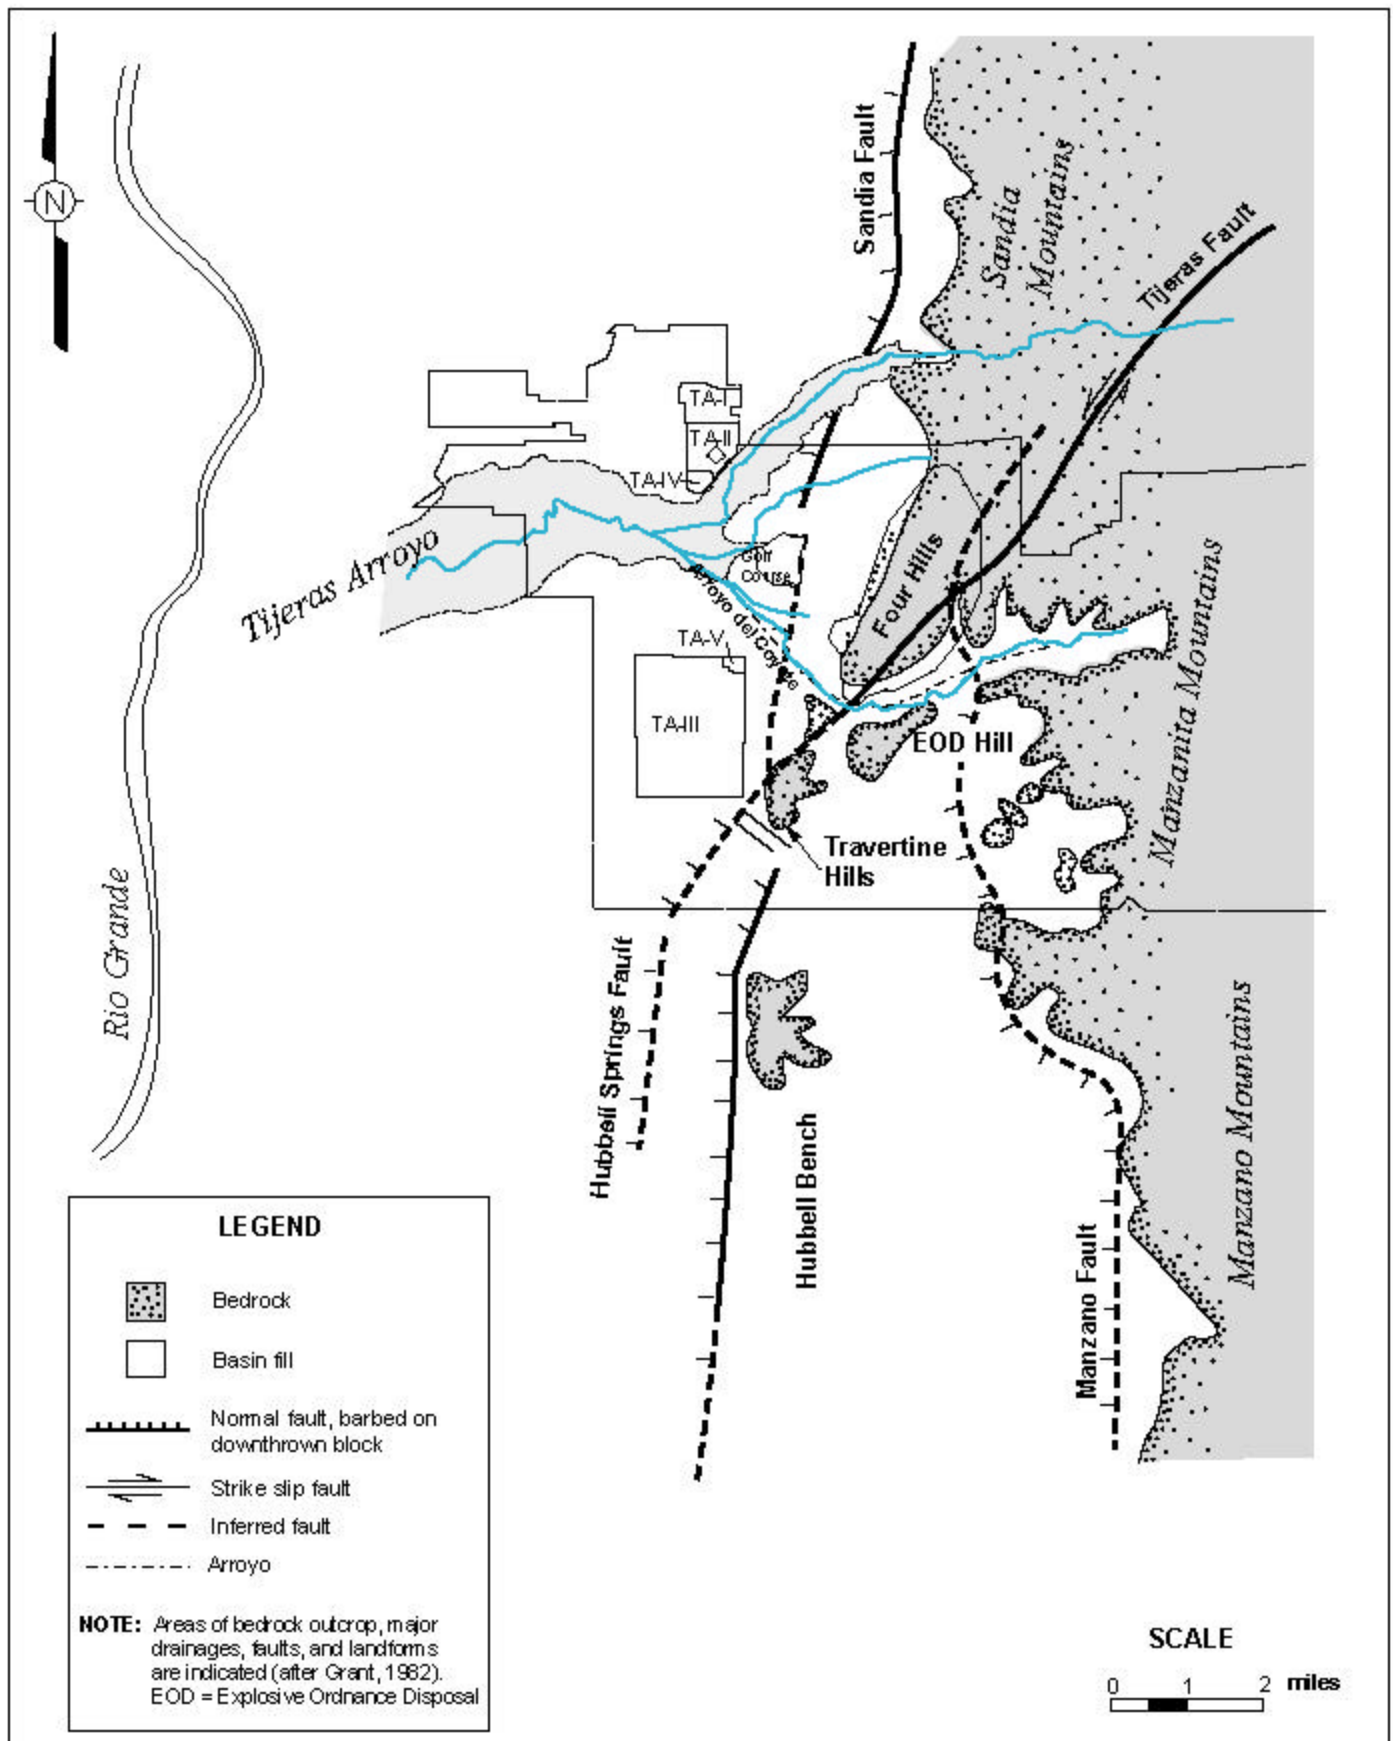 N
Sandia Fault
Sandia
Mountains
Tijeras Fault
TA-I
TA-II
TA-IV
Golf
course
Tijeras Arroyo
Arroyo del Coyote
Four Hills
TA-V
TA-III
EOD Hill
Manzanita Mountains
Travertine
Hills
Rio Grande
Hubbell Springs Fault
Hubbell Bench
Manzano Fault
Manzano Mountains
LEGEND
Bedrock
Basin fill
Normal fault, barbed on
downthrown block
Strike slip fault
Inferred fault
Arroyo
NOTE: Areas of bedrock outcrop, major
drainages, faults, and landforms
are indicated (after Grant, 1982).
EOD = Explosive Ordnance Disposal
SCALE
0 1 2 miles